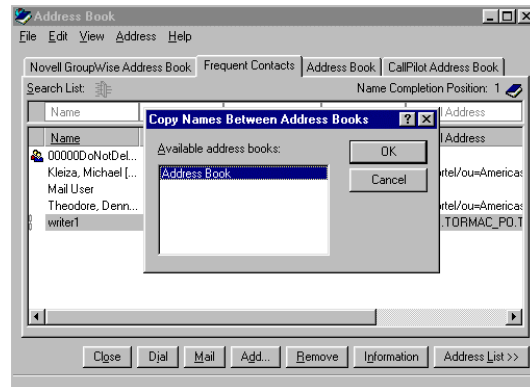 Address Book
File Edit View Address Help
Novell GroupWise Address Book Frequent Contacts Address Book CallPilot Address Book
Search List: Name Completion Position: 1
Name Address
Copy Names Between Address Books
Name Address
Available address books:
OK
00000DoNotDel...
Address Book
Kleiza, Michael [... rtel/ou=Americas
Cancel
Mail User
Theodore, Denn... rtel/ou=Americas
writer1 .TORMAC_PO.T
Close Dial Mail Add... Remove Information Address List >>